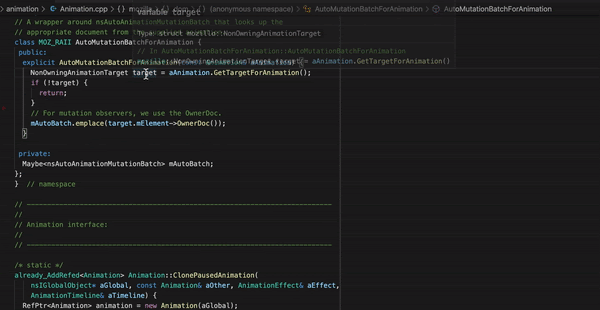 animation > Animation.cpp > {} mozilla > {} dom > {} (anonymous namespace) > AutoMutationBatchForAnimation > AutoMutationBatchForAnimation
variable target
// A wrapper around nsAutoAnimationMutationBatch that looks up the
// appropriate document from the
Type: struct mozilla::NonOwningAnimationTarget
class MOZ_RAII AutoMutationBatchForAnimation {
public:
// In AutoMutationBatchForAnimation::AutoMutationBatchForAnimation
explicit AutoMutationBatchForAnimation(
mozilla::NonOwningAnimationTarget target = aAnimation.GetTargetForAnimation()
NonOwningAnimationTarget target = aAnimation.GetTargetForAnimation();
if (!target) {
return;
}
// For mutation observers, we use the OwnerDoc.
mAutoBatch.emplace(target.mElement->OwnerDoc());
}
private:
Maybe<nsAutoAnimationMutationBatch> mAutoBatch;
};
} // namespace
// ---------------------------------------------------------------------------
//
// Animation interface:
//
// ---------------------------------------------------------------------------
/* static */
already_AddRefed<Animation> Animation::ClonePausedAnimation(
nsIGlobalObject* aGlobal, const Animation& aOther, AnimationEffect& aEffect,
AnimationTimeline& aTimeline) {
RefPtr<Animation> animation = new Animation(aGlobal);